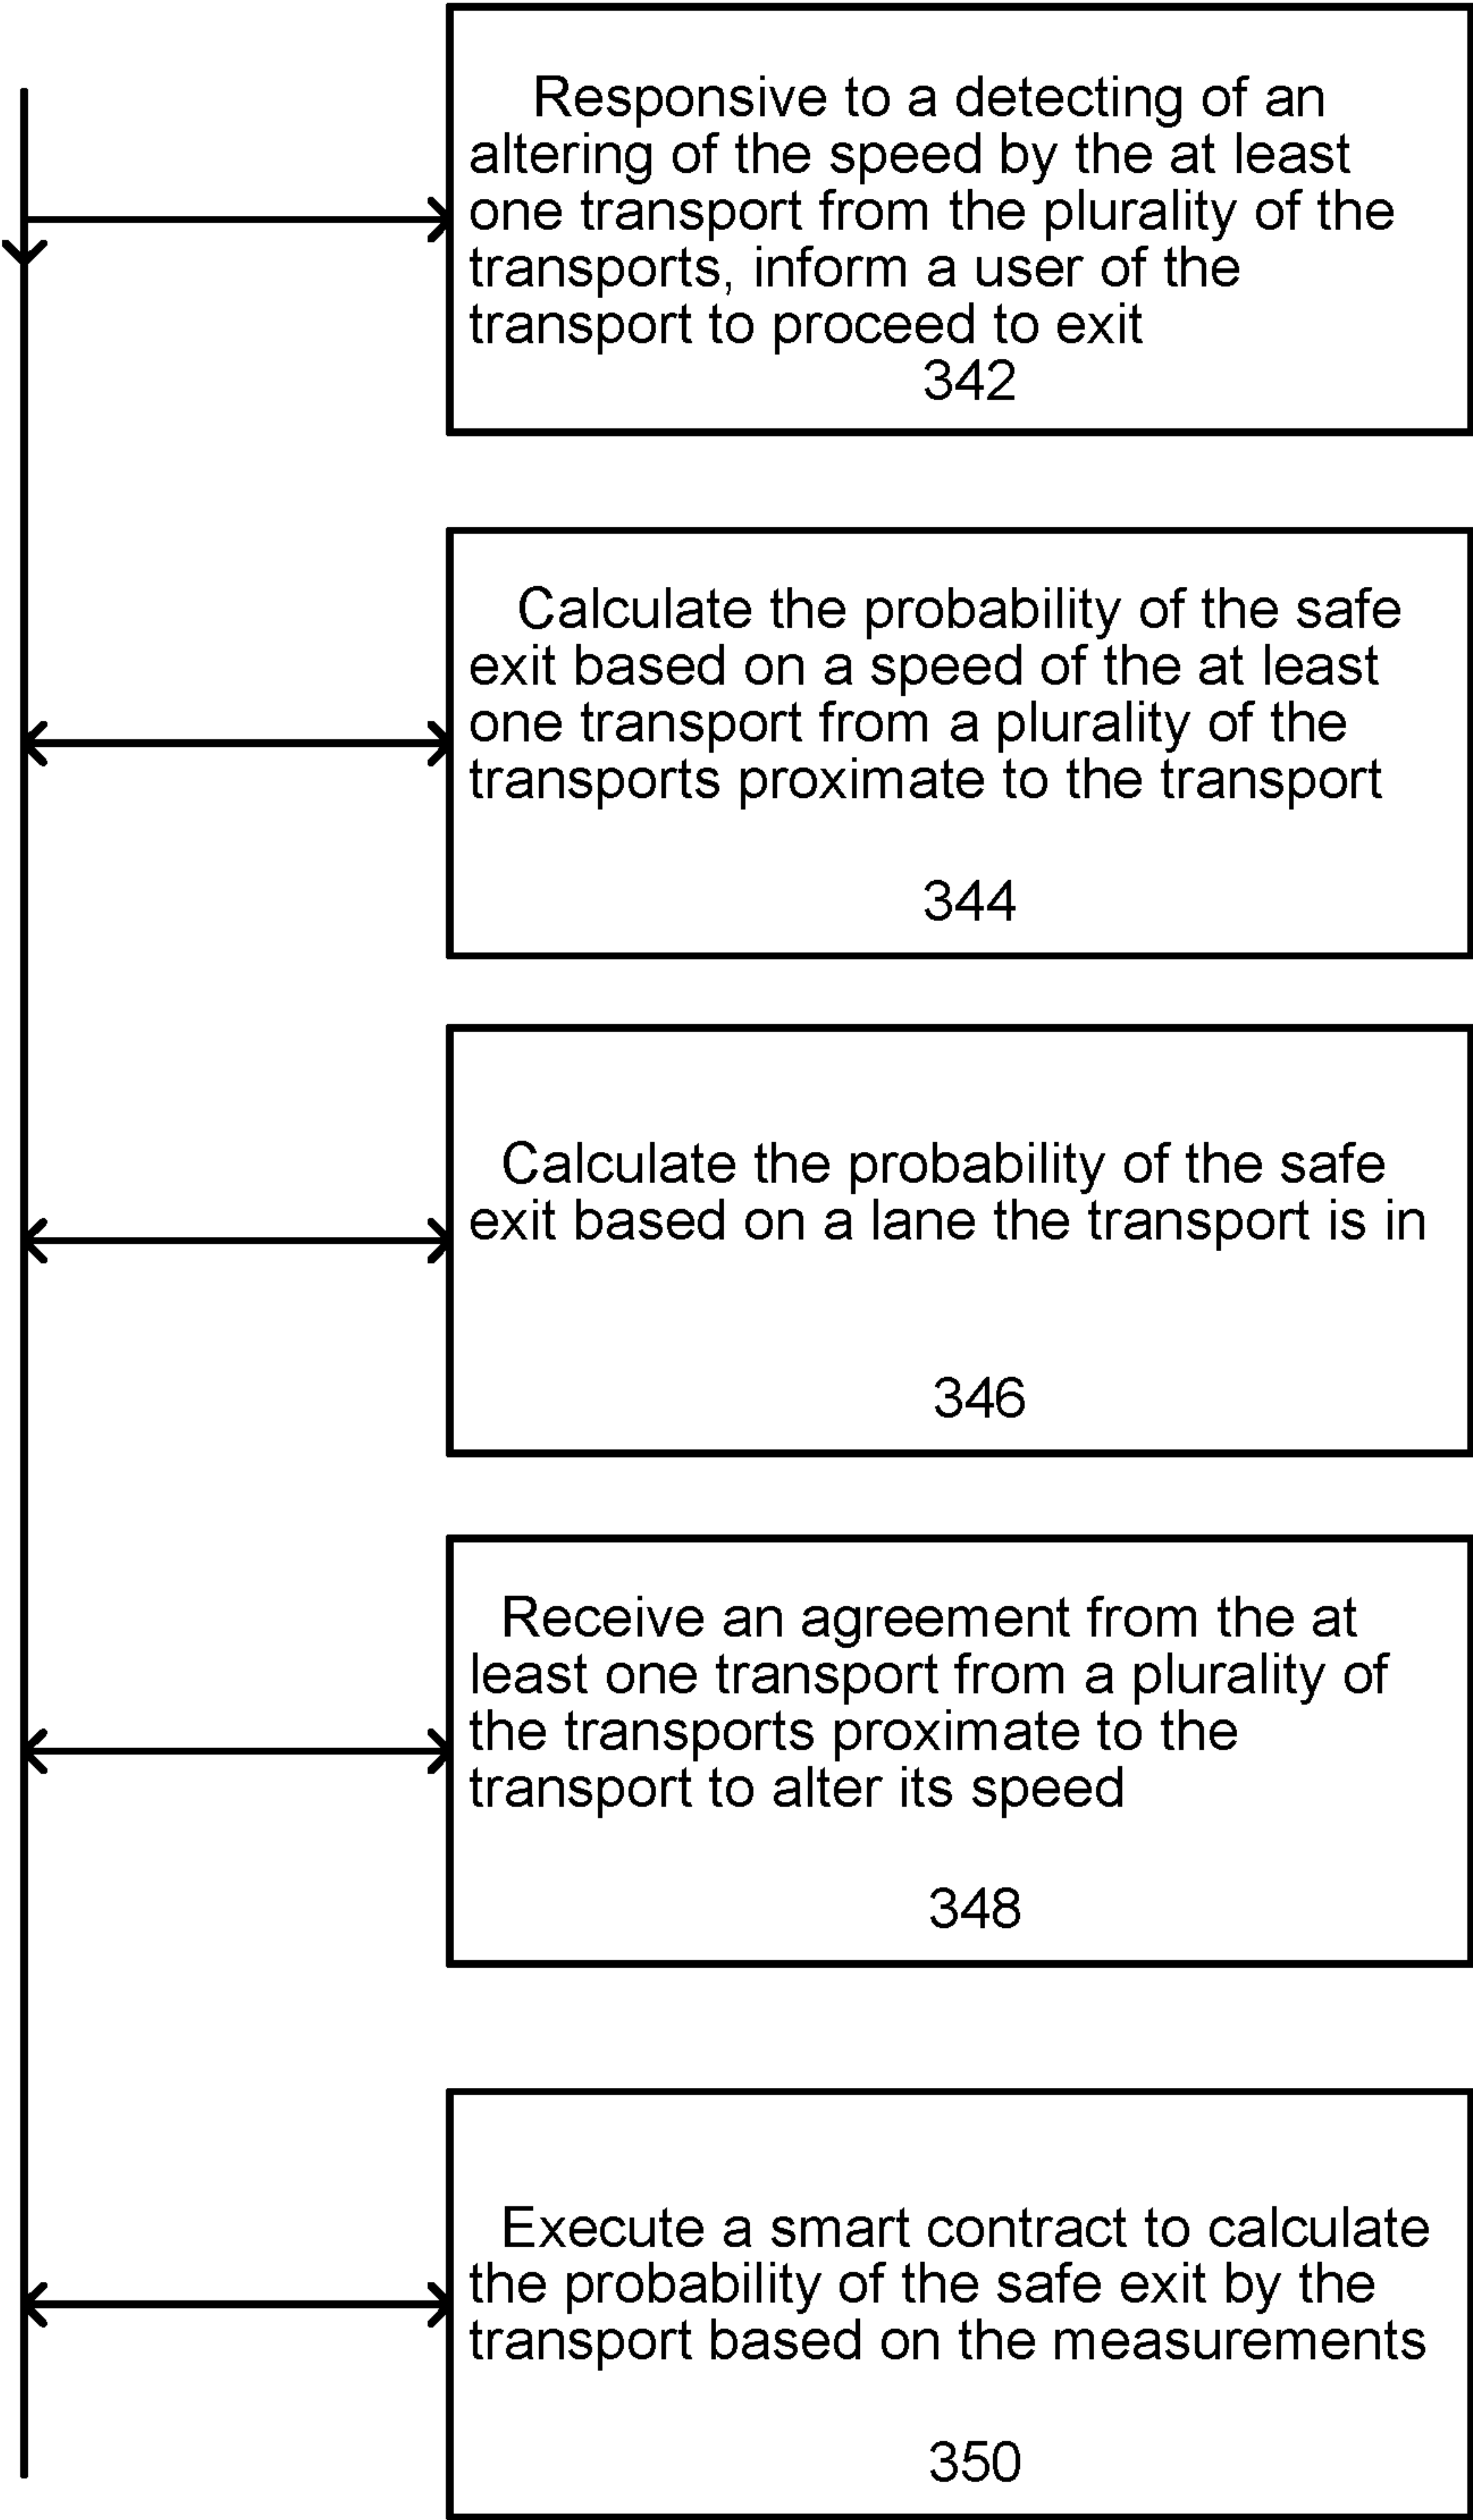 Responsive to a detecting of an
altering of the speed by the at least
one transport from the plurality of the
transports, inform a user of the
transport to proceed to exit
342
Calculate the probability of the safe
exit based on a speed of the at least
one transport from a plurality of the
transports proximate to the transport
344
Calculate the probability of the safe
exit based on a lane the transport is in
346
Receive an agreement from the at
least one transport from a plurality of
the transports proximate to the
transport to alter its speed
348
Execute a smart contract to calculate
the probability of the safe exit by the
transport based on the measurements
350